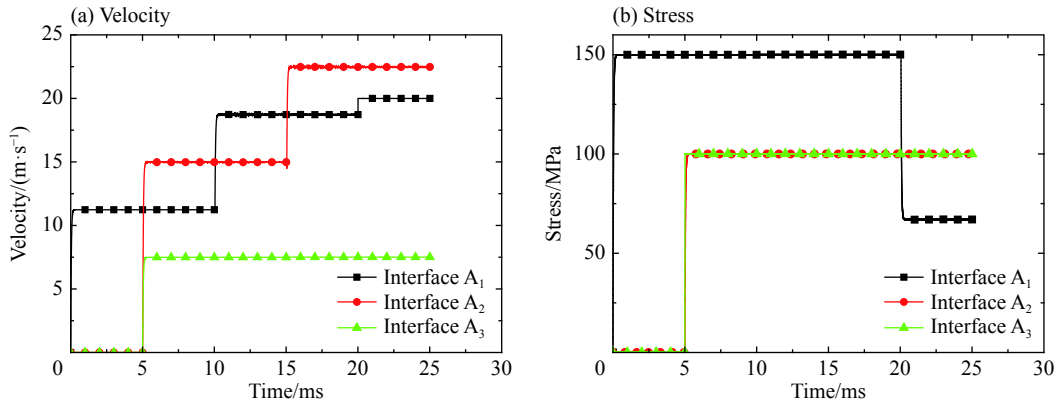 (a) Velocity
25
20
15
10
5
0
5
10
15
20
25
30
Velocity/(m·s⁻¹)
Time/ms
Interface A₁
Interface A₂
Interface A₃
(b) Stress
150
100
50
0
5
10
15
20
25
30
Stress/MPa
Time/ms
Interface A₁
Interface A₂
Interface A₃